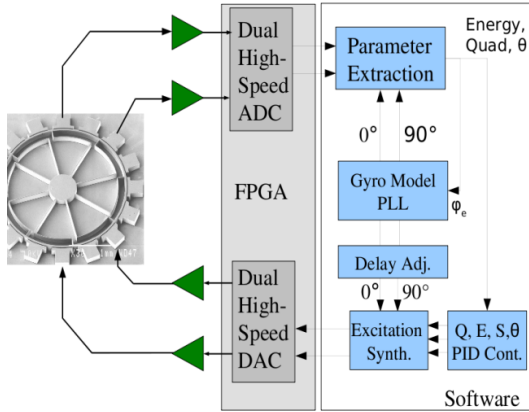 Dual
High-
Speed
ADC
Parameter
Extraction
Energy,
Quad, θ
0°
90°
FPGA
Gyro Model
PLL
φe
Delay Adj.
0°
90°
Dual
High-
Speed
DAC
Excitation
Synth.
Q, E, S,θ
PID Cont.
Software